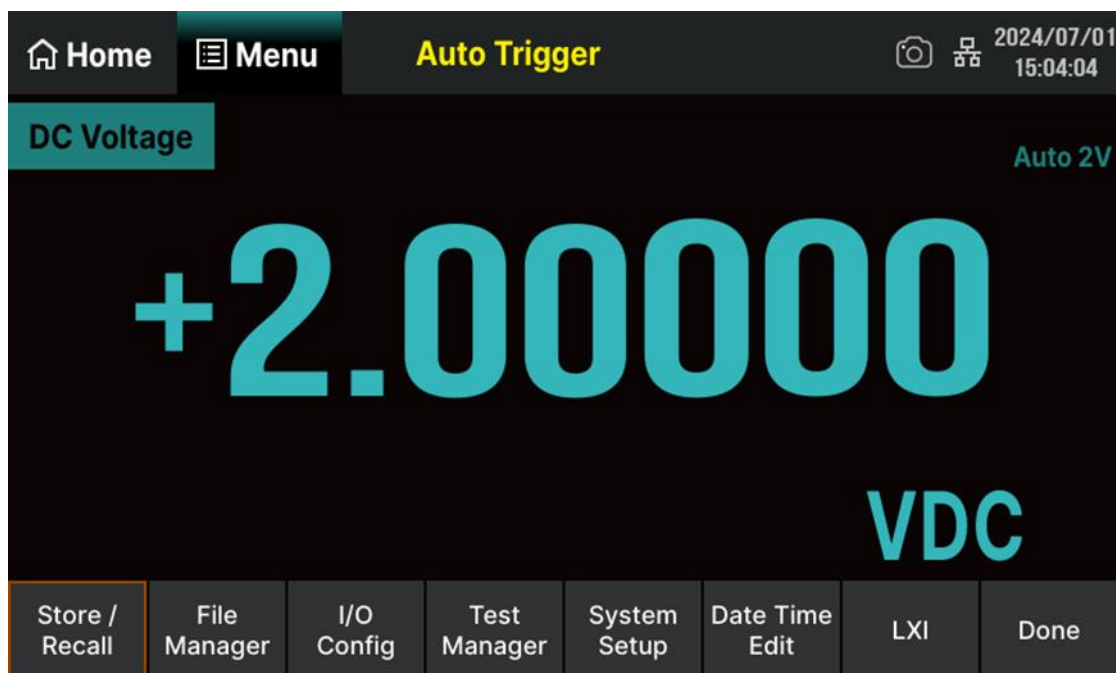 Home Menu Auto Trigger 2024/07/01
15:04:04
DC Voltage
Auto 2V
+2.00000
VDC
Store /
Recall
File
Manager
I/O
Config
Test
Manager
System
Setup
Date Time
Edit
LXI
Done